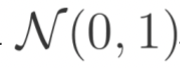 𝒩(0, 1)